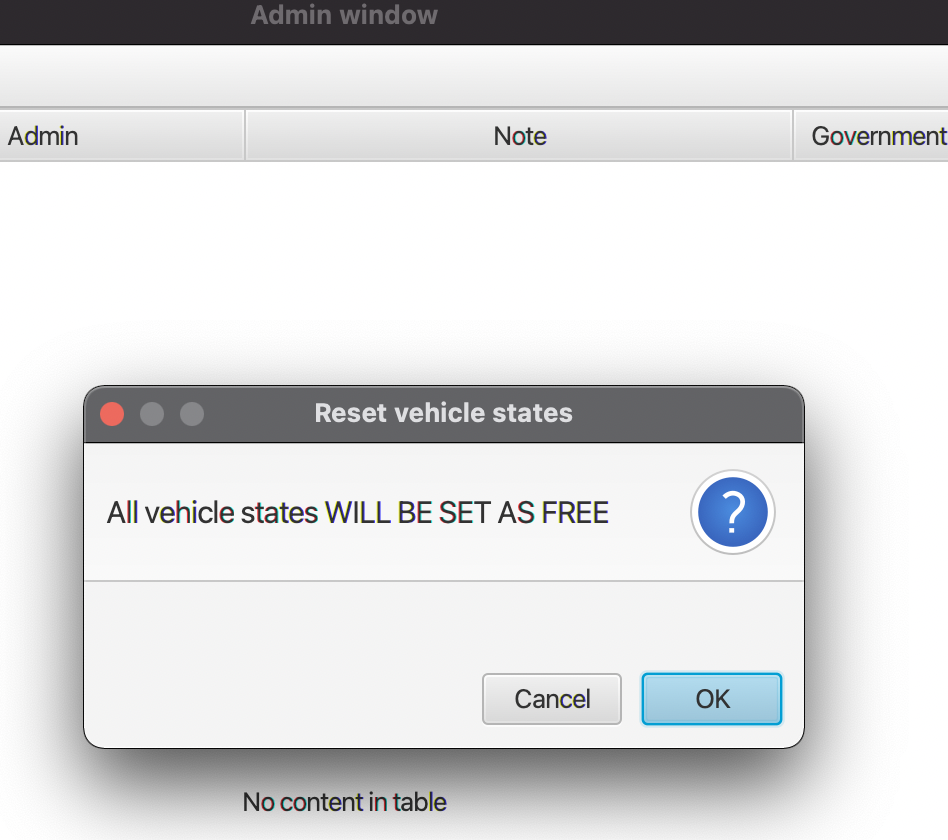 Admin window
Admin Note Government
Reset vehicle states
All vehicle states WILL BE SET AS FREE
?
Cancel OK
No content in table